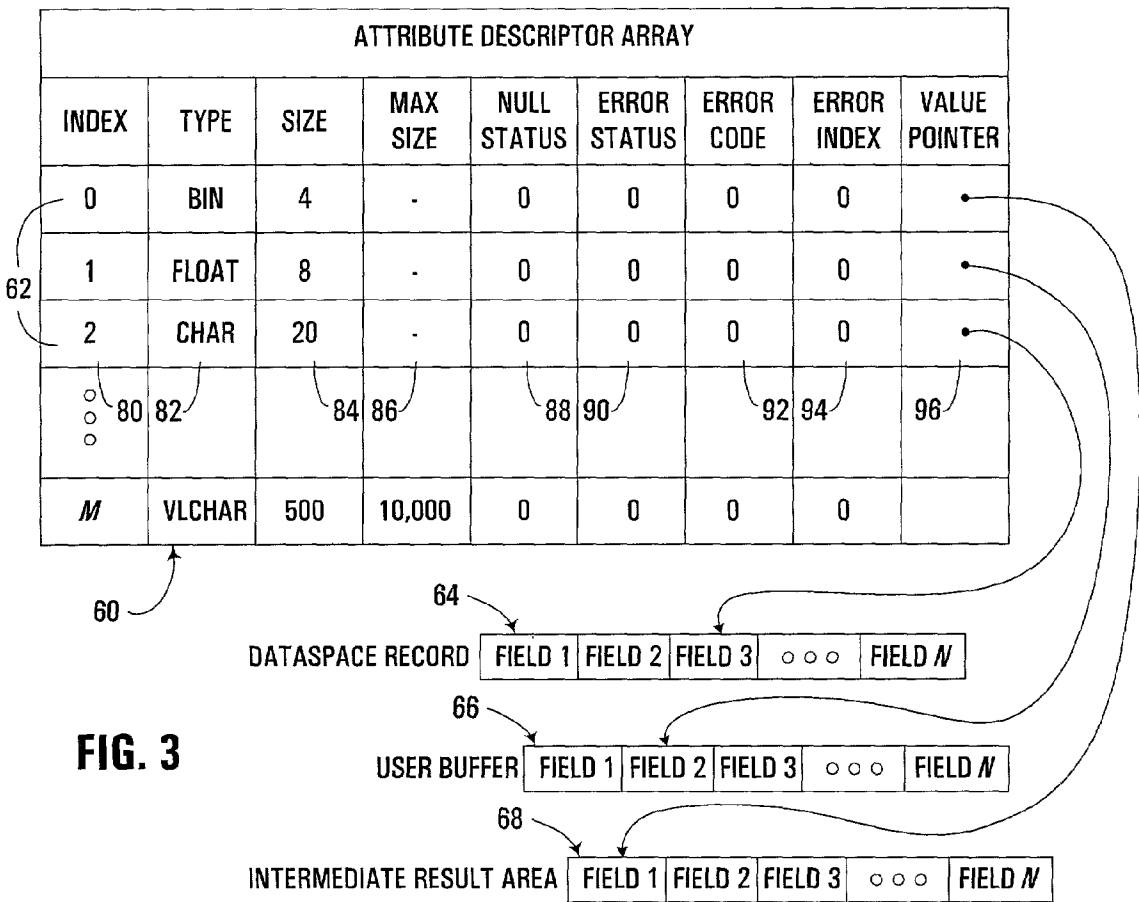 ATTRIBUTE DESCRIPTOR ARRAY
INDEX TYPE SIZE MAX SIZE NULL STATUS ERROR STATUS ERROR CODE ERROR INDEX VALUE POINTER
0 BIN 4 - 0 0 0 0
1 FLOAT 8 - 0 0 0 0
62
2 CHAR 20 - 0 0 0 0
80 82 84 86 88 90 92 94 96
M VLCHAR 500 10,000 0 0 0 0
60
64
DATASPACE RECORD FIELD 1 FIELD 2 FIELD 3 FIELD N
66
FIG. 3
USER BUFFER FIELD 1 FIELD 2 FIELD 3 FIELD N
68
INTERMEDIATE RESULT AREA FIELD 1 FIELD 2 FIELD 3 FIELD N